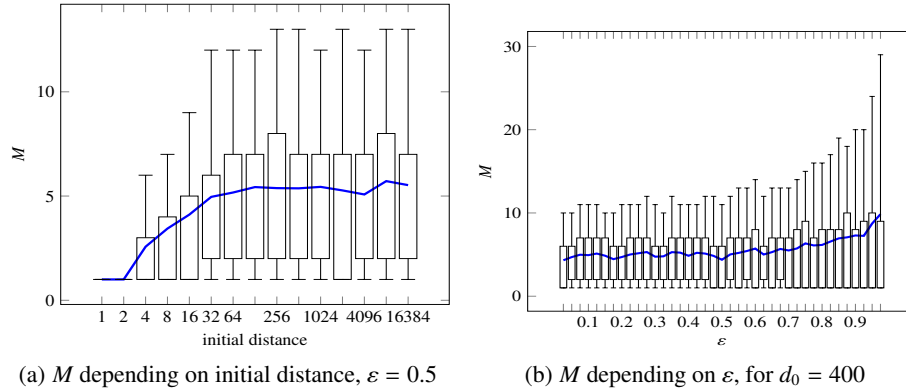 10
5
0
M
1 2 4 8 16 32 64 256 1024 4096 16384
initial distance
(a) M depending on initial distance, ε = 0.5
30
20
10
0
M
0.1 0.2 0.3 0.4 0.5 0.6 0.7 0.8 0.9
ε
(b) M depending on ε, for d₀ = 400